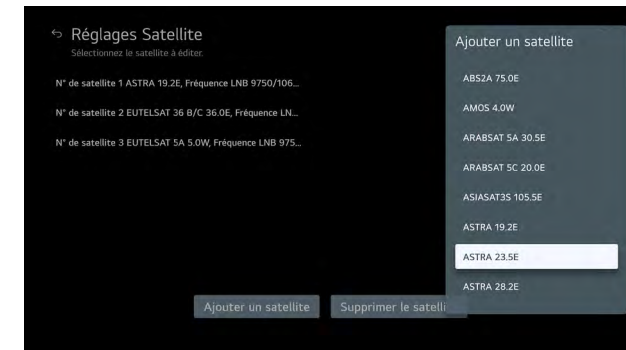 Réglages Satellite
Sélectionnez le satellite à éditer.
N° de satellite 1 ASTRA 19.2E, Fréquence LNB 9750/106...
N° de satellite 2 EUTELSAT 36 B/C 36.0E, Fréquence LN...
N° de satellite 3 EUTELSAT 5A 5.0W, Fréquence LNB 975...
Ajouter un satellite
Supprimer le satelli
Ajouter un satellite
ABS2A 75.0E
AMOS 4.0W
ARABSAT 5A 30.5E
ARABSAT 5C 20.0E
ASIASAT3S 105.5E
ASTRA 19.2E
ASTRA 23.5E
ASTRA 28.2E